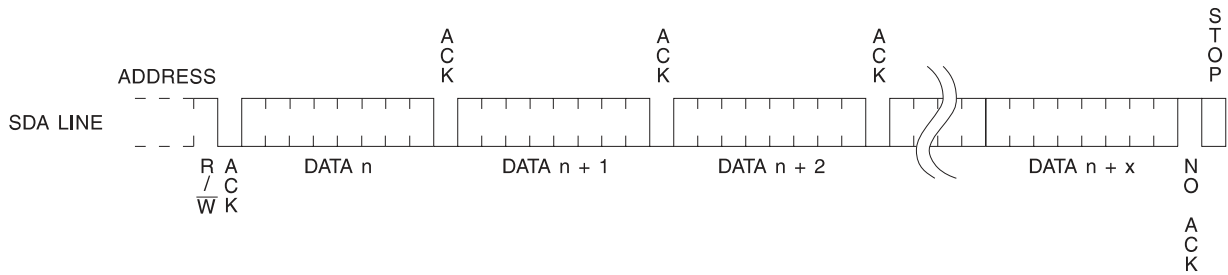 ADDRESS
ACK
ACK
ACK
STOP
SDA LINE
R/W
ACK
DATA n
DATA n + 1
DATA n + 2
DATA n + x
NO ACK